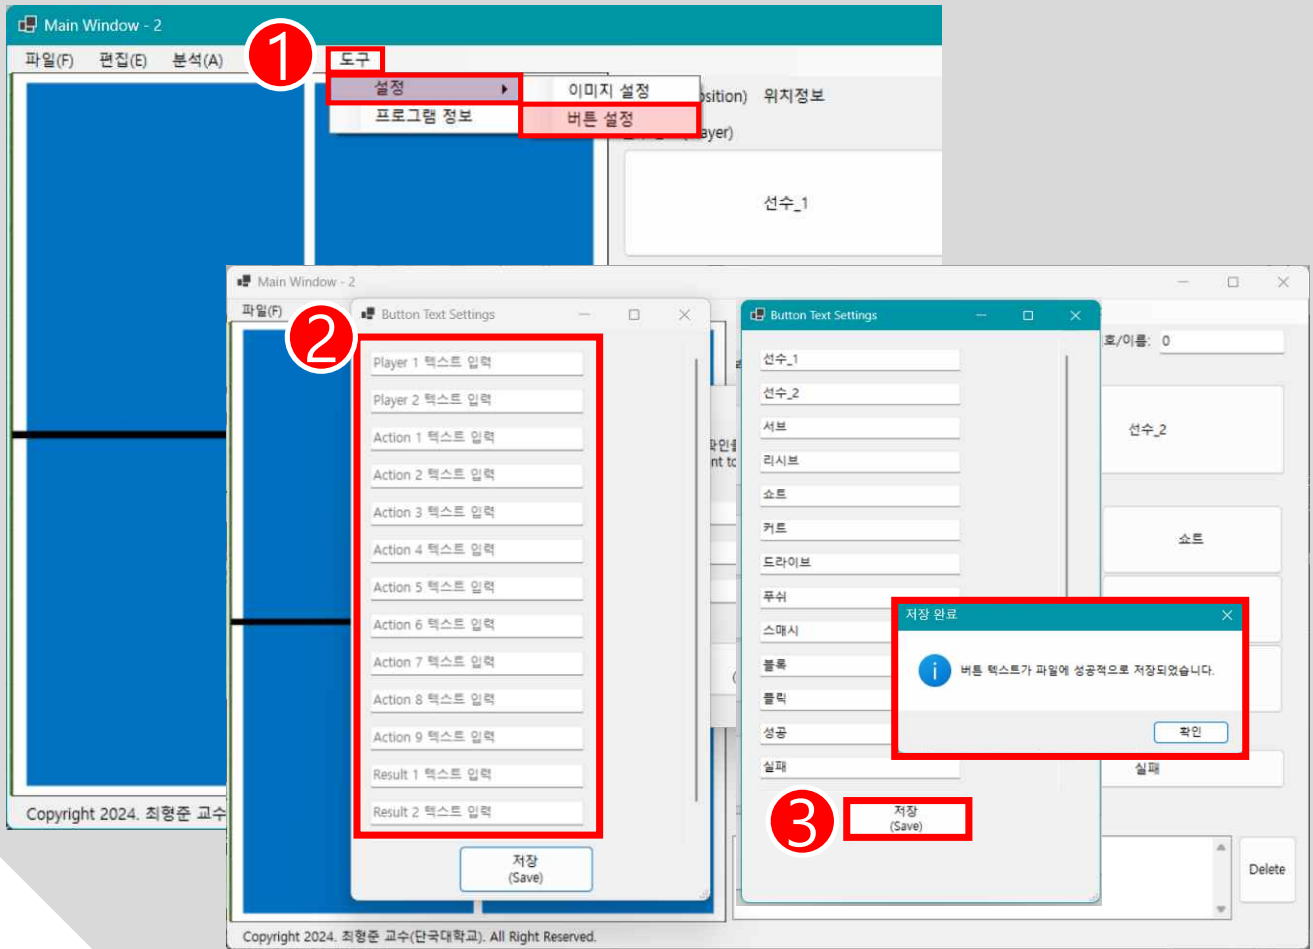 Main Window - 2
파일(F) 편집(E) 분석(A) 도구
1
설정
이미지 설정
프로그램 정보
버튼 설정
위치정보
선수_1
Main Window - 2
파일(F)
2
Button Text Settings
Player 1 텍스트 입력
Player 2 텍스트 입력
Action 1 텍스트 입력
Action 2 텍스트 입력
Action 3 텍스트 입력
Action 4 텍스트 입력
Action 5 텍스트 입력
Action 6 텍스트 입력
Action 7 텍스트 입력
Action 8 텍스트 입력
Action 9 텍스트 입력
Result 1 텍스트 입력
Result 2 텍스트 입력
저장
(Save)
Button Text Settings
선수_1
선수_2
서브
리시브
쇼트
커트
드라이브
푸쉬
스매시
블록
플릭
성공
실패
3
저장
(Save)
저장 완료
버튼 텍스트가 파일에 성공적으로 저장되었습니다.
확인
호/이름: 0
선수_2
쇼트
실패
Delete
Copyright 2024. 최형준 교수
Copyright 2024. 최형준 교수(단국대학교). All Right Reserved.